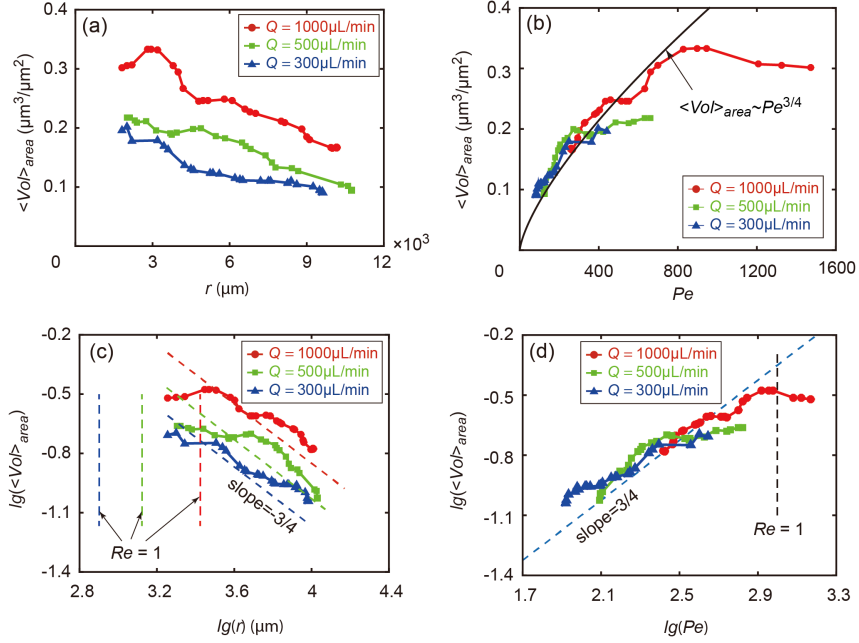 (a)
Q = 1000μL/min
Q = 500μL/min
Q = 300μL/min
0.4
0.3
0.2
0.1
0
3
6
9
12
×10³
<Vol>area (μm³/μm²)
r (μm)
(b)
<Vol>area~Pe3/4
Q = 1000μL/min
Q = 500μL/min
Q = 300μL/min
0.4
0.3
0.2
0.1
0
400
800
1200
1600
<Vol>area (μm³/μm²)
Pe
(c)
Q = 1000μL/min
Q = 500μL/min
Q = 300μL/min
slope=-3/4
Re = 1
-0.2
-0.5
-0.8
-1.1
-1.4
2.8
3.2
3.6
4.0
4.4
lg(<Vol>area)
lg(r) (μm)
(d)
Q = 1000μL/min
Q = 500μL/min
Q = 300μL/min
slope=3/4
Re = 1
-0.2
-0.5
-0.8
-1.1
-1.4
1.7
2.1
2.5
2.9
3.3
lg(<Vol>area)
lg(Pe)